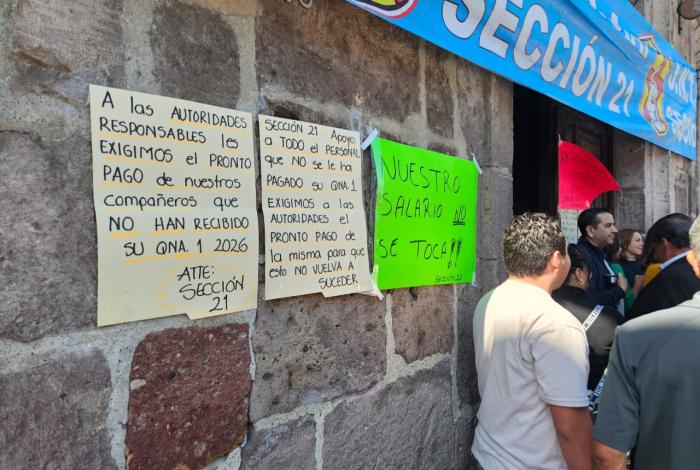 SECCIÓN 21
A las AUTORIDADES
RESPONSABLES les
EXIGIMOS el PRONTO
PAGO de nuestros
compañeros que
NO HAN RECIBIDO
SU QNA. 1 2026
ATTE:
SECCIÓN
21
SECCIÓN 21 Apoya
a TODO el PERSONAL
que NO se le ha
PAGADO SU QNA. 1
EXIGIMOS a las
AUTORIDADES el
PRONTO PAGO de
la misma para que
esto NO VUELVA A
SUCEDER
NUESTRO
SALARIO NO
SE TOCA!!
SECCIÓN 21